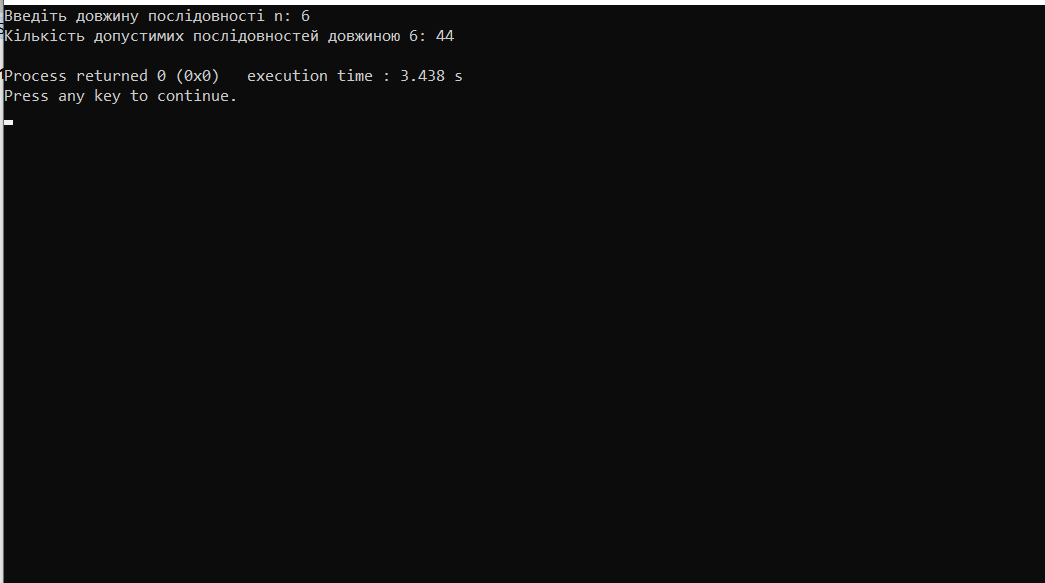 Введіть довжину послідовності n: 6
Кількість допустимих послідовностей довжиною 6: 44
Process returned 0 (0x0)   execution time : 3.438 s
Press any key to continue.